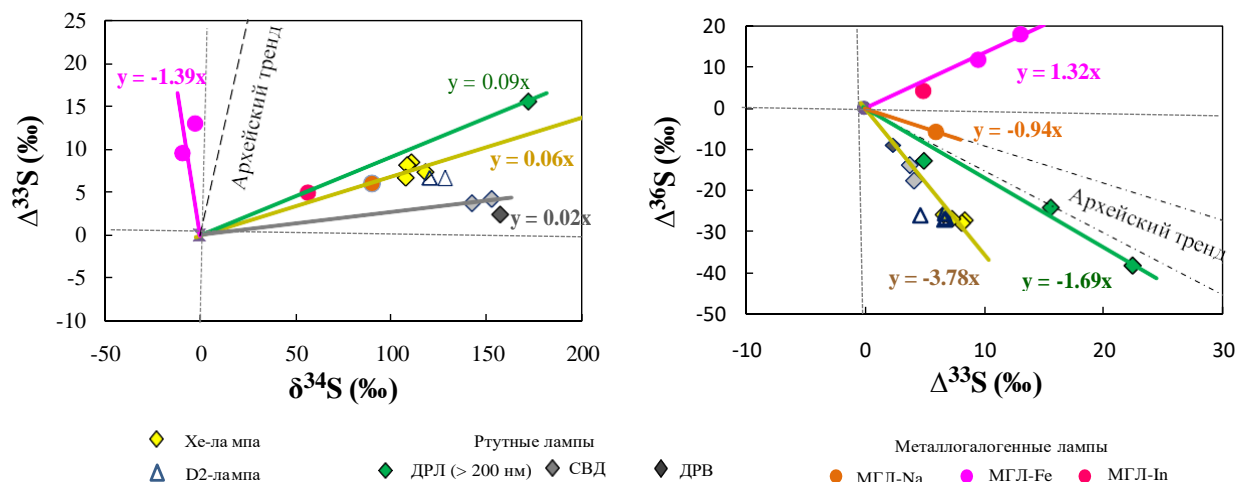 25
20
15
10
5
0
-5
-10
-50
0
50
100
150
200
Δ³³S (‰)
δ³⁴S (‰)
y = -1.39x
Архейский тренд
y = 0.09x
y = 0.06x
y = 0.02x
20
10
0
-10
-20
-30
-40
-50
-10
0
10
20
30
Δ³⁶S (‰)
Δ³³S (‰)
y = 1.32x
y = -0.94x
Архейский тренд
y = -3.78x
y = -1.69x
Xe-ла мпа
D2-лампа
Ртутные лампы
ДРЛ (> 200 нм)
СВД
ДРВ
Металлогалогенные лампы
МГЛ-Na
МГЛ-Fe
МГЛ-In